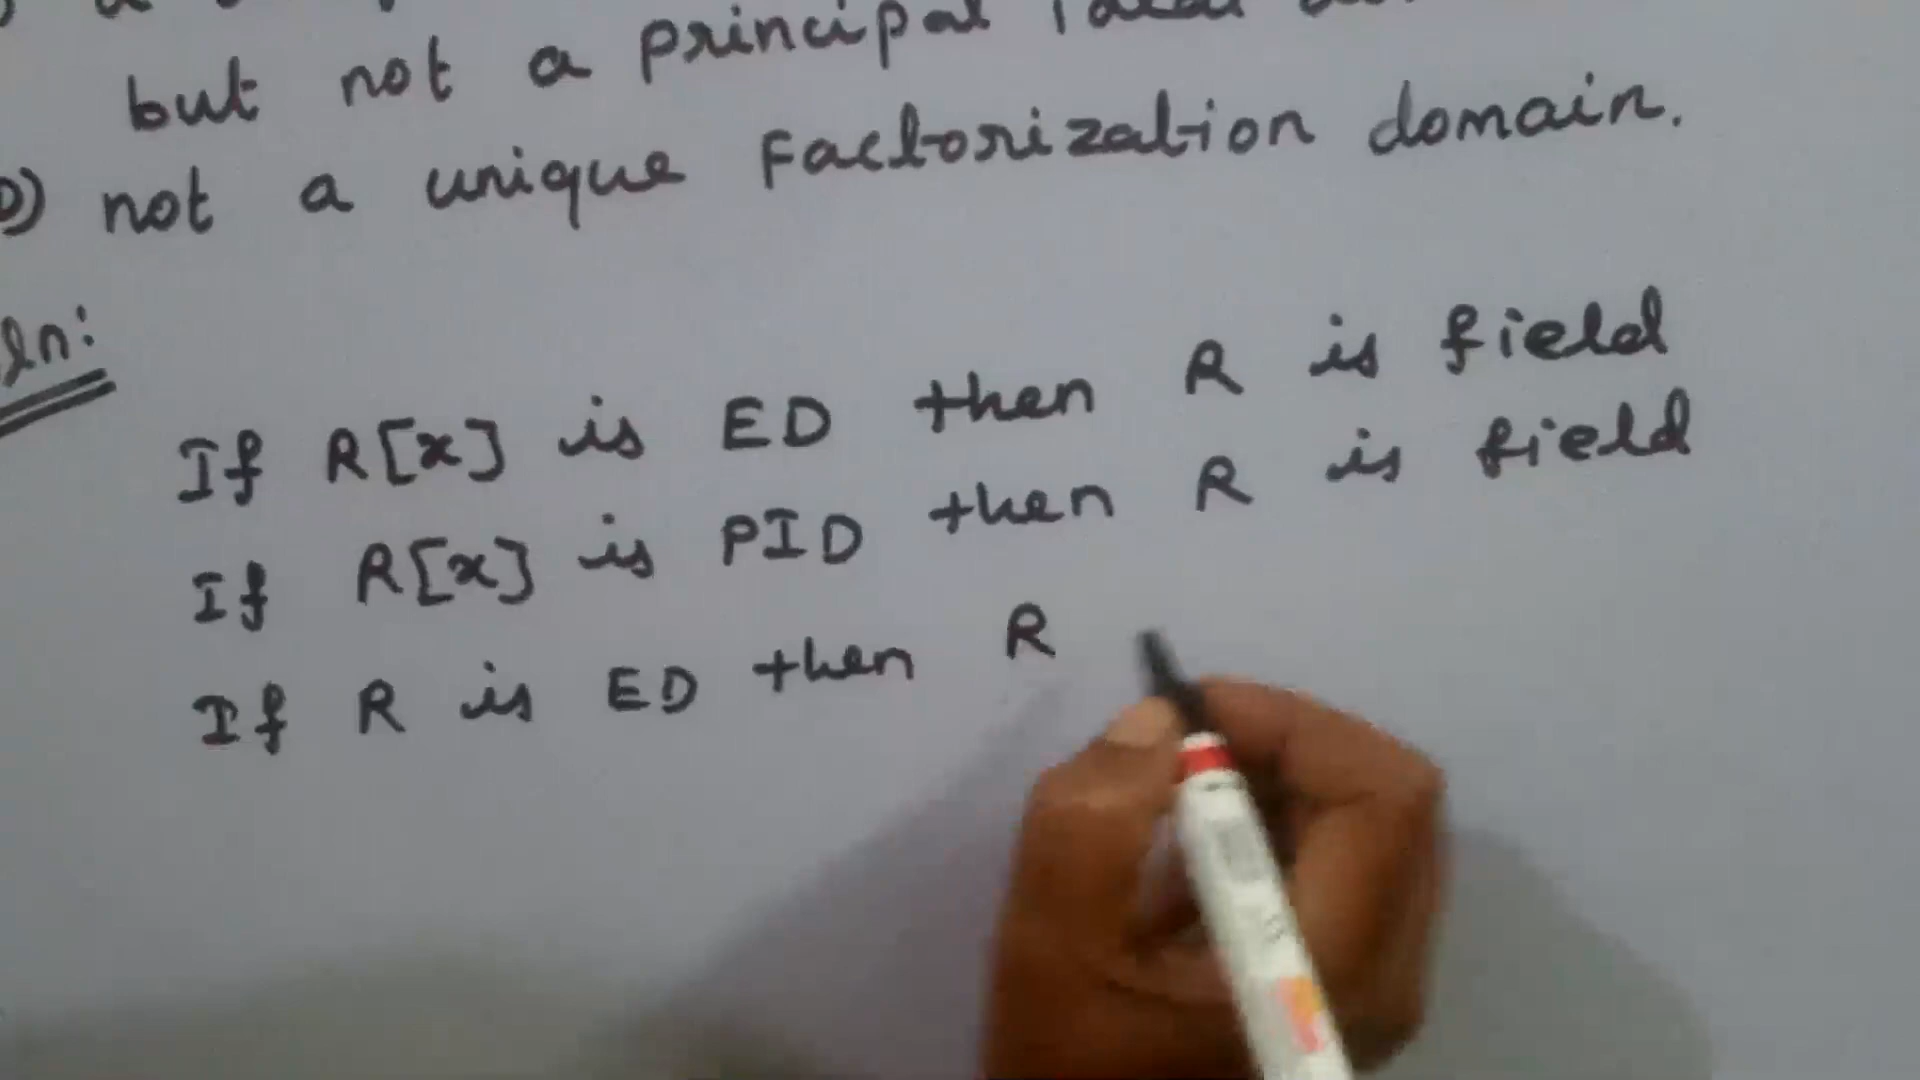 but not a principal
D) not a unique Factorization domain.
ln:
If R[x] is ED then R is field
If R[x] is PID then R is field
If R is ED then R